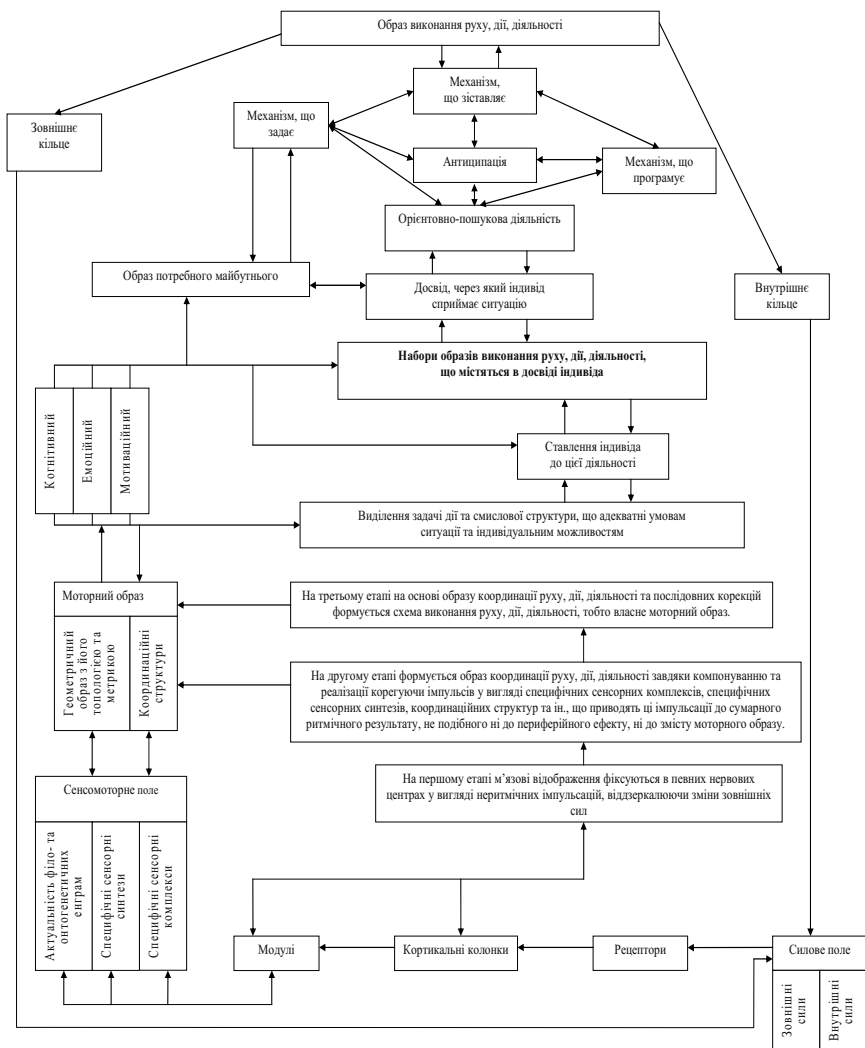 Образ виконання руху, дії, діяльності
Механізм,
що зіставляє
Механізм, що
задає
Зовнішнє
кільце
Антиципація
Механізм, що
програмує
Орієнтовно-пошукова діяльність
Образ потребного майбутнього
Досвід, через який індивід
сприймає ситуацію
Внутрішнє
кільце
Набори образів виконання руху, дії, діяльності,
що містяться в досвіді індивіда
Когнітивний
Емоційний
Мотиваційний
Ставлення індивіда
до цієї діяльності
Виділення задачі дії та смислової структури, що адекватні умовам
ситуації та індивідуальним можливостям
Моторний образ
Геометричний
образ з його
топологією та
метрикою
Координаційні
структури
На третьому етапі на основі образу координації руху, дії, діяльності та послідовних корекцій
формується схема виконання руху, дії, діяльності, тобто власне моторний образ.
На другому етапі формується образ координації руху, дії, діяльності завдяки компонуванню та
реалізації корегуючи імпульсів у вигляді специфічних сенсорних комплексів, специфічних
сенсорних синтезів, координаційних структур та ін., що приводять ці імпульсації до сумарного
ритмічного результату, не подібного ні до периферійного ефекту, ні до змісту моторного образу.
На першому етапі м’язові відображення фіксуються в певних нервових
центрах у вигляді неритмічних імпульсацій, віддзеркалюючи зміни зовнішніх
сил
Сенсомоторне поле
Актуальність філо- та
онтогенетичних
енграм
Специфічні сенсорні
синтези
Специфічні сенсорні
комплекси
Модулі
Кортикальні колонки
Рецептори
Силове поле
Зовнішні
сили
Внутрішні
сили